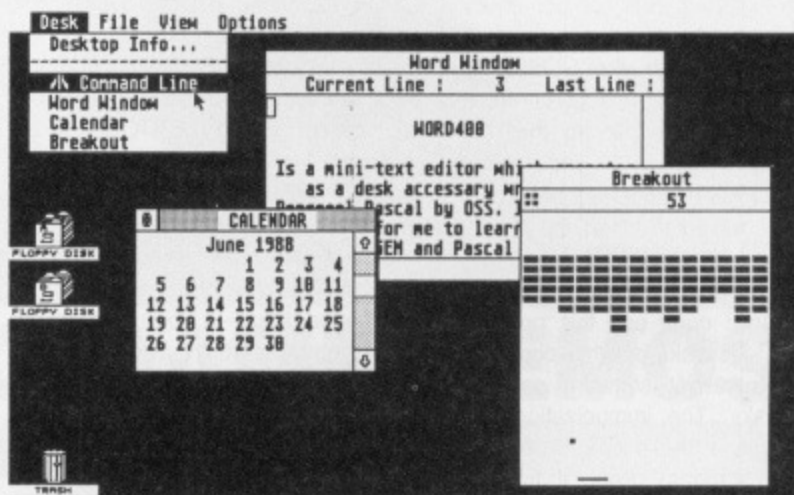 Desk File View Options
Desktop Info...
Command Line
Word Window
Calendar
Breakout
Word Window
Current Line : 3 Last Line :
WORD400
Is a mini-text editor which
as a desk accessary
Pascal by OSS.
for me to learn
GEM and Pascal
Breakout
53
CALENDAR
June 1988
1 2 3 4
5 6 7 8 9 10 11
12 13 14 15 16 17 18
19 20 21 22 23 24 25
26 27 28 29 30
FLOPPY DISK
FLOPPY DISK
TRASH